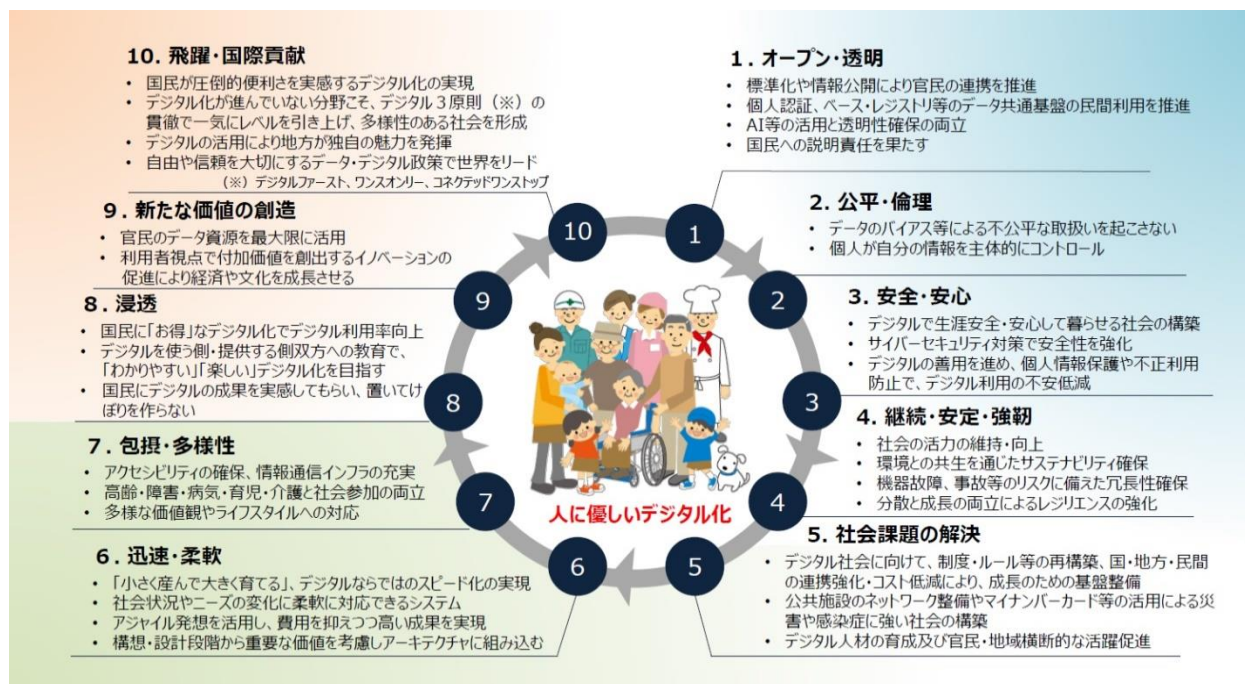 10. 飛躍・国際貢献
• 国民が圧倒的便利さを実感するデジタル化の実現
• デジタル化が進んでいない分野こそ、デジタル３原則（※）の
貫徹で一気にレベルを引き上げ、多様性のある社会を形成
• デジタルの活用により地方が独自の魅力を発揮
• 自由や信頼を大切にするデータ・デジタル政策で世界をリード
（※）デジタルファースト、ワンスオンリー、コネクテッドワンストップ
9. 新たな価値の創造
• 官民のデータ資源を最大限に活用
• 利用者視点で付加価値を創出するイノベーションの
促進により経済や文化を成長させる
8. 浸透
• 国民に「お得」なデジタル化でデジタル利用率向上
• デジタルを使う側・提供する側双方への教育で、
「わかりやすい」「楽しい」デジタル化を目指す
• 国民にデジタルの成果を実感してもらい、置いてけ
ぼりを作らない
7. 包摂・多様性
• アクセシビリティの確保、情報通信インフラの充実
• 高齢・障害・病気・育児・介護と社会参加の両立
• 多様な価値観やライフスタイルへの対応
6. 迅速・柔軟
• 「小さく産んで大きく育てる」、デジタルならではのスピード化の実現
• 社会状況やニーズの変化に柔軟に対応できるシステム
• アジャイル発想を活用し、費用を抑えつつ高い成果を実現
• 構想・設計段階から重要な価値を考慮しアーキテクチャに組み込む
1. オープン・透明
• 標準化や情報公開により官民の連携を推進
• 個人認証、ベース・レジストリ等のデータ共通基盤の民間利用を推進
• AI等の活用と透明性確保の両立
• 国民への説明責任を果たす
2. 公平・倫理
• データのバイアス等による不公平な取扱いを起こさない
• 個人が自分の情報を主体的にコントロール
3. 安全・安心
• デジタルで生涯安全・安心して暮らせる社会の構築
• サイバーセキュリティ対策で安全性を強化
• デジタルの善用を進め、個人情報保護や不正利用
防止で、デジタル利用の不安低減
4. 継続・安定・強靭
• 社会の活力の維持・向上
• 環境との共生を通じたサステナビリティ確保
• 機器故障、事故等のリスクに備えた冗長性確保
• 分散と成長の両立によるレジリエンスの強化
5. 社会課題の解決
• デジタル社会に向けて、制度・ルール等の再構築、国・地方・民間
の連携強化・コスト低減により、成長のための基盤整備
• 公共施設のネットワーク整備やマイナンバーカード等の活用による災
害や感染症に強い社会の構築
• デジタル人材の育成及び官民・地域横断的な活躍促進
10
1
9
2
8
3
7
4
6
5
人に優しいデジタル化